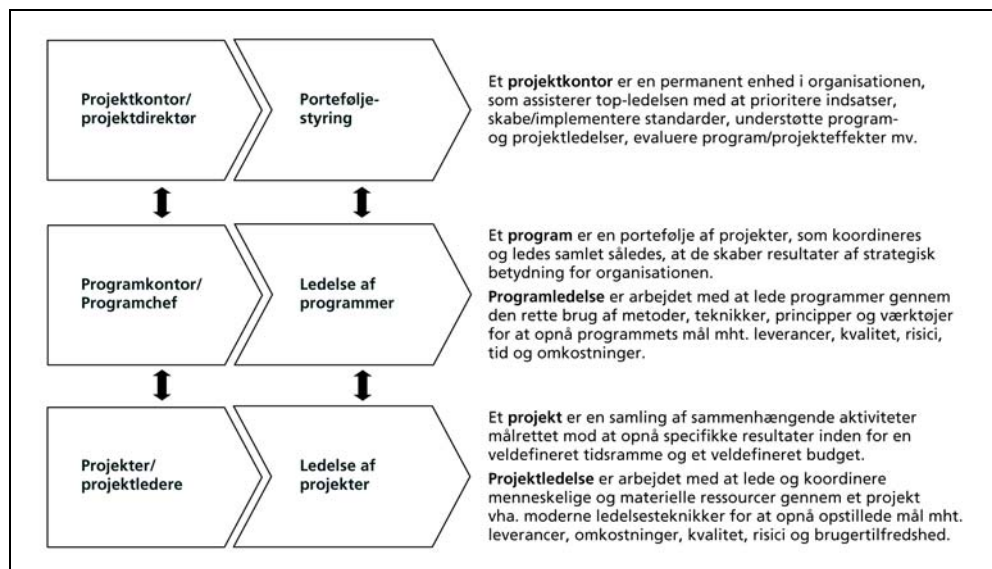 Projektkontor/
projektdirektør
Portefølje-
styring
Et projektkontor er en permanent enhed i organisationen,
som assisterer top-ledelsen med at prioritere indsatser,
skabe/implementere standarder, understøtte program-
og projektledelser, evaluere program/projekteffekter mv.
Programkontor/
Programchef
Ledelse af
programmer
Et program er en portefølje af projekter, som koordineres
og ledes samlet således, at de skaber resultater af strategisk
betydning for organisationen.
Programledelse er arbejdet med at lede programmer gennem
den rette brug af metoder, teknikker, principper og værktøjer
for at opnå programmets mål mht. leverancer, kvalitet, risici,
tid og omkostninger.
Projekter/
projektledere
Ledelse af
projekter
Et projekt er en samling af sammenhængende aktiviteter
målrettet mod at opnå specifikke resultater inden for en
veldefineret tidsramme og et veldefineret budget.
Projektledelse er arbejdet med at lede og koordinere
menneskelige og materielle ressourcer gennem et projekt
vha. moderne ledelsesteknikker for at opnå opstillede mål mht.
leverancer, omkostninger, kvalitet, risici og brugertilfredshed.